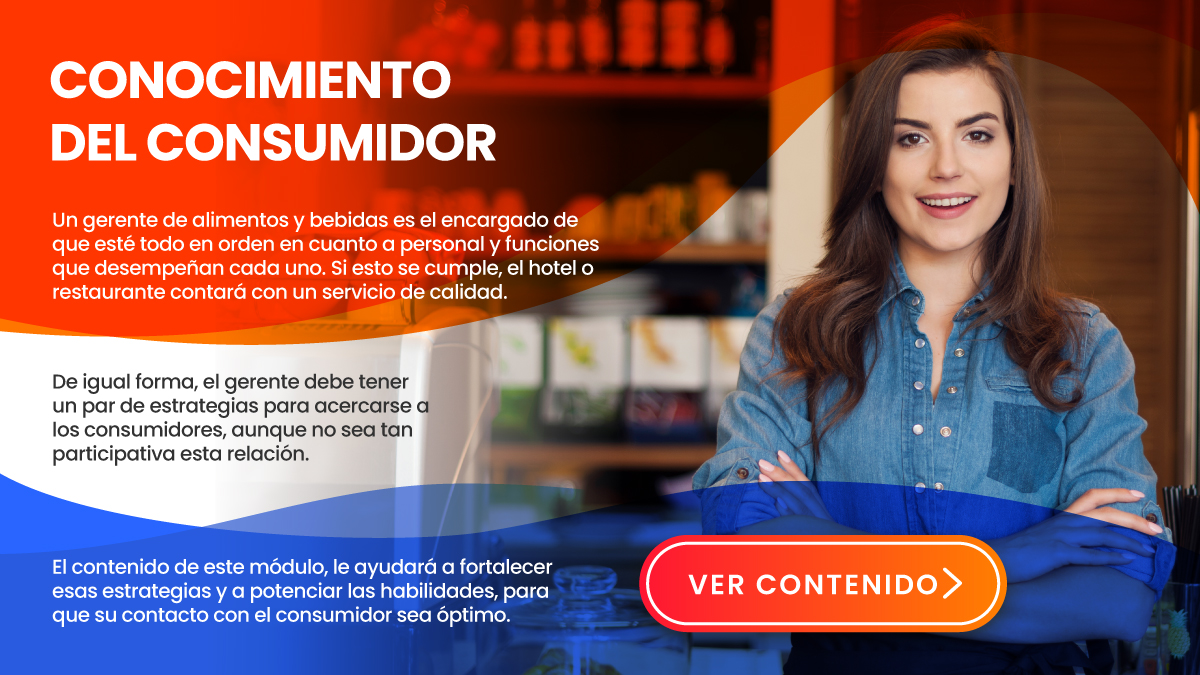 CONOCIMIENTO
DEL CONSUMIDOR
Un gerente de alimentos y bebidas es el encargado de
que esté todo en orden en cuanto a personal y funciones
que desempeñan cada uno. Si esto se cumple, el hotel o
restaurante contará con un servicio de calidad.
De igual forma, el gerente debe tener
un par de estrategias para acercarse a
los consumidores, aunque no sea tan
participativa esta relación.
El contenido de este módulo, le ayudará a fortalecer
esas estrategias y a potenciar las habilidades, para
que su contacto con el consumidor sea óptimo.
VER CONTENIDO